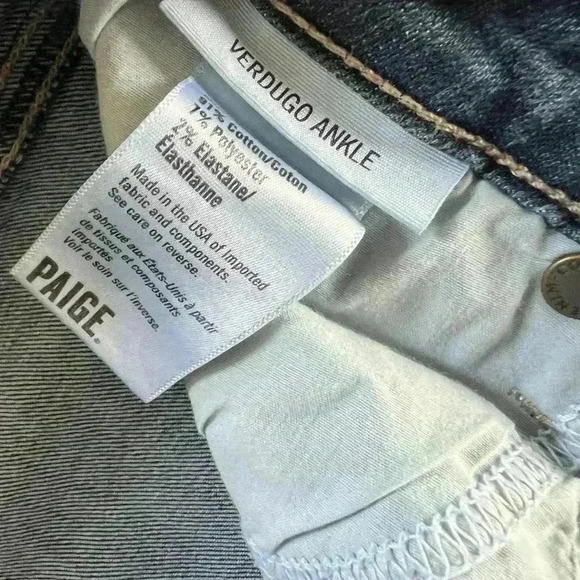 VERDUGO ANKLE
91% Cotton/Coton
7% Polyester
2% Elastane/
Elasthanne
Made in the USA of Imported
fabric and components.
See care on reverse.
Fabriqué aux États-Unis à partir
de tissus et composants
importés
Voir le soin sur l'inverse.
PAIGE